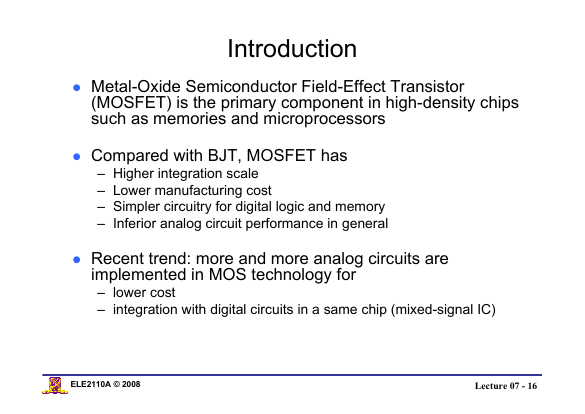 Introduction
● Metal-Oxide Semiconductor Field-Effect Transistor
(MOSFET) is the primary component in high-density chips
such as memories and microprocessors
● Compared with BJT, MOSFET has
– Higher integration scale
– Lower manufacturing cost
– Simpler circuitry for digital logic and memory
– Inferior analog circuit performance in general
● Recent trend: more and more analog circuits are
implemented in MOS technology for
– lower cost
– integration with digital circuits in a same chip (mixed-signal IC)
ELE2110A © 2008
Lecture 07 - 16